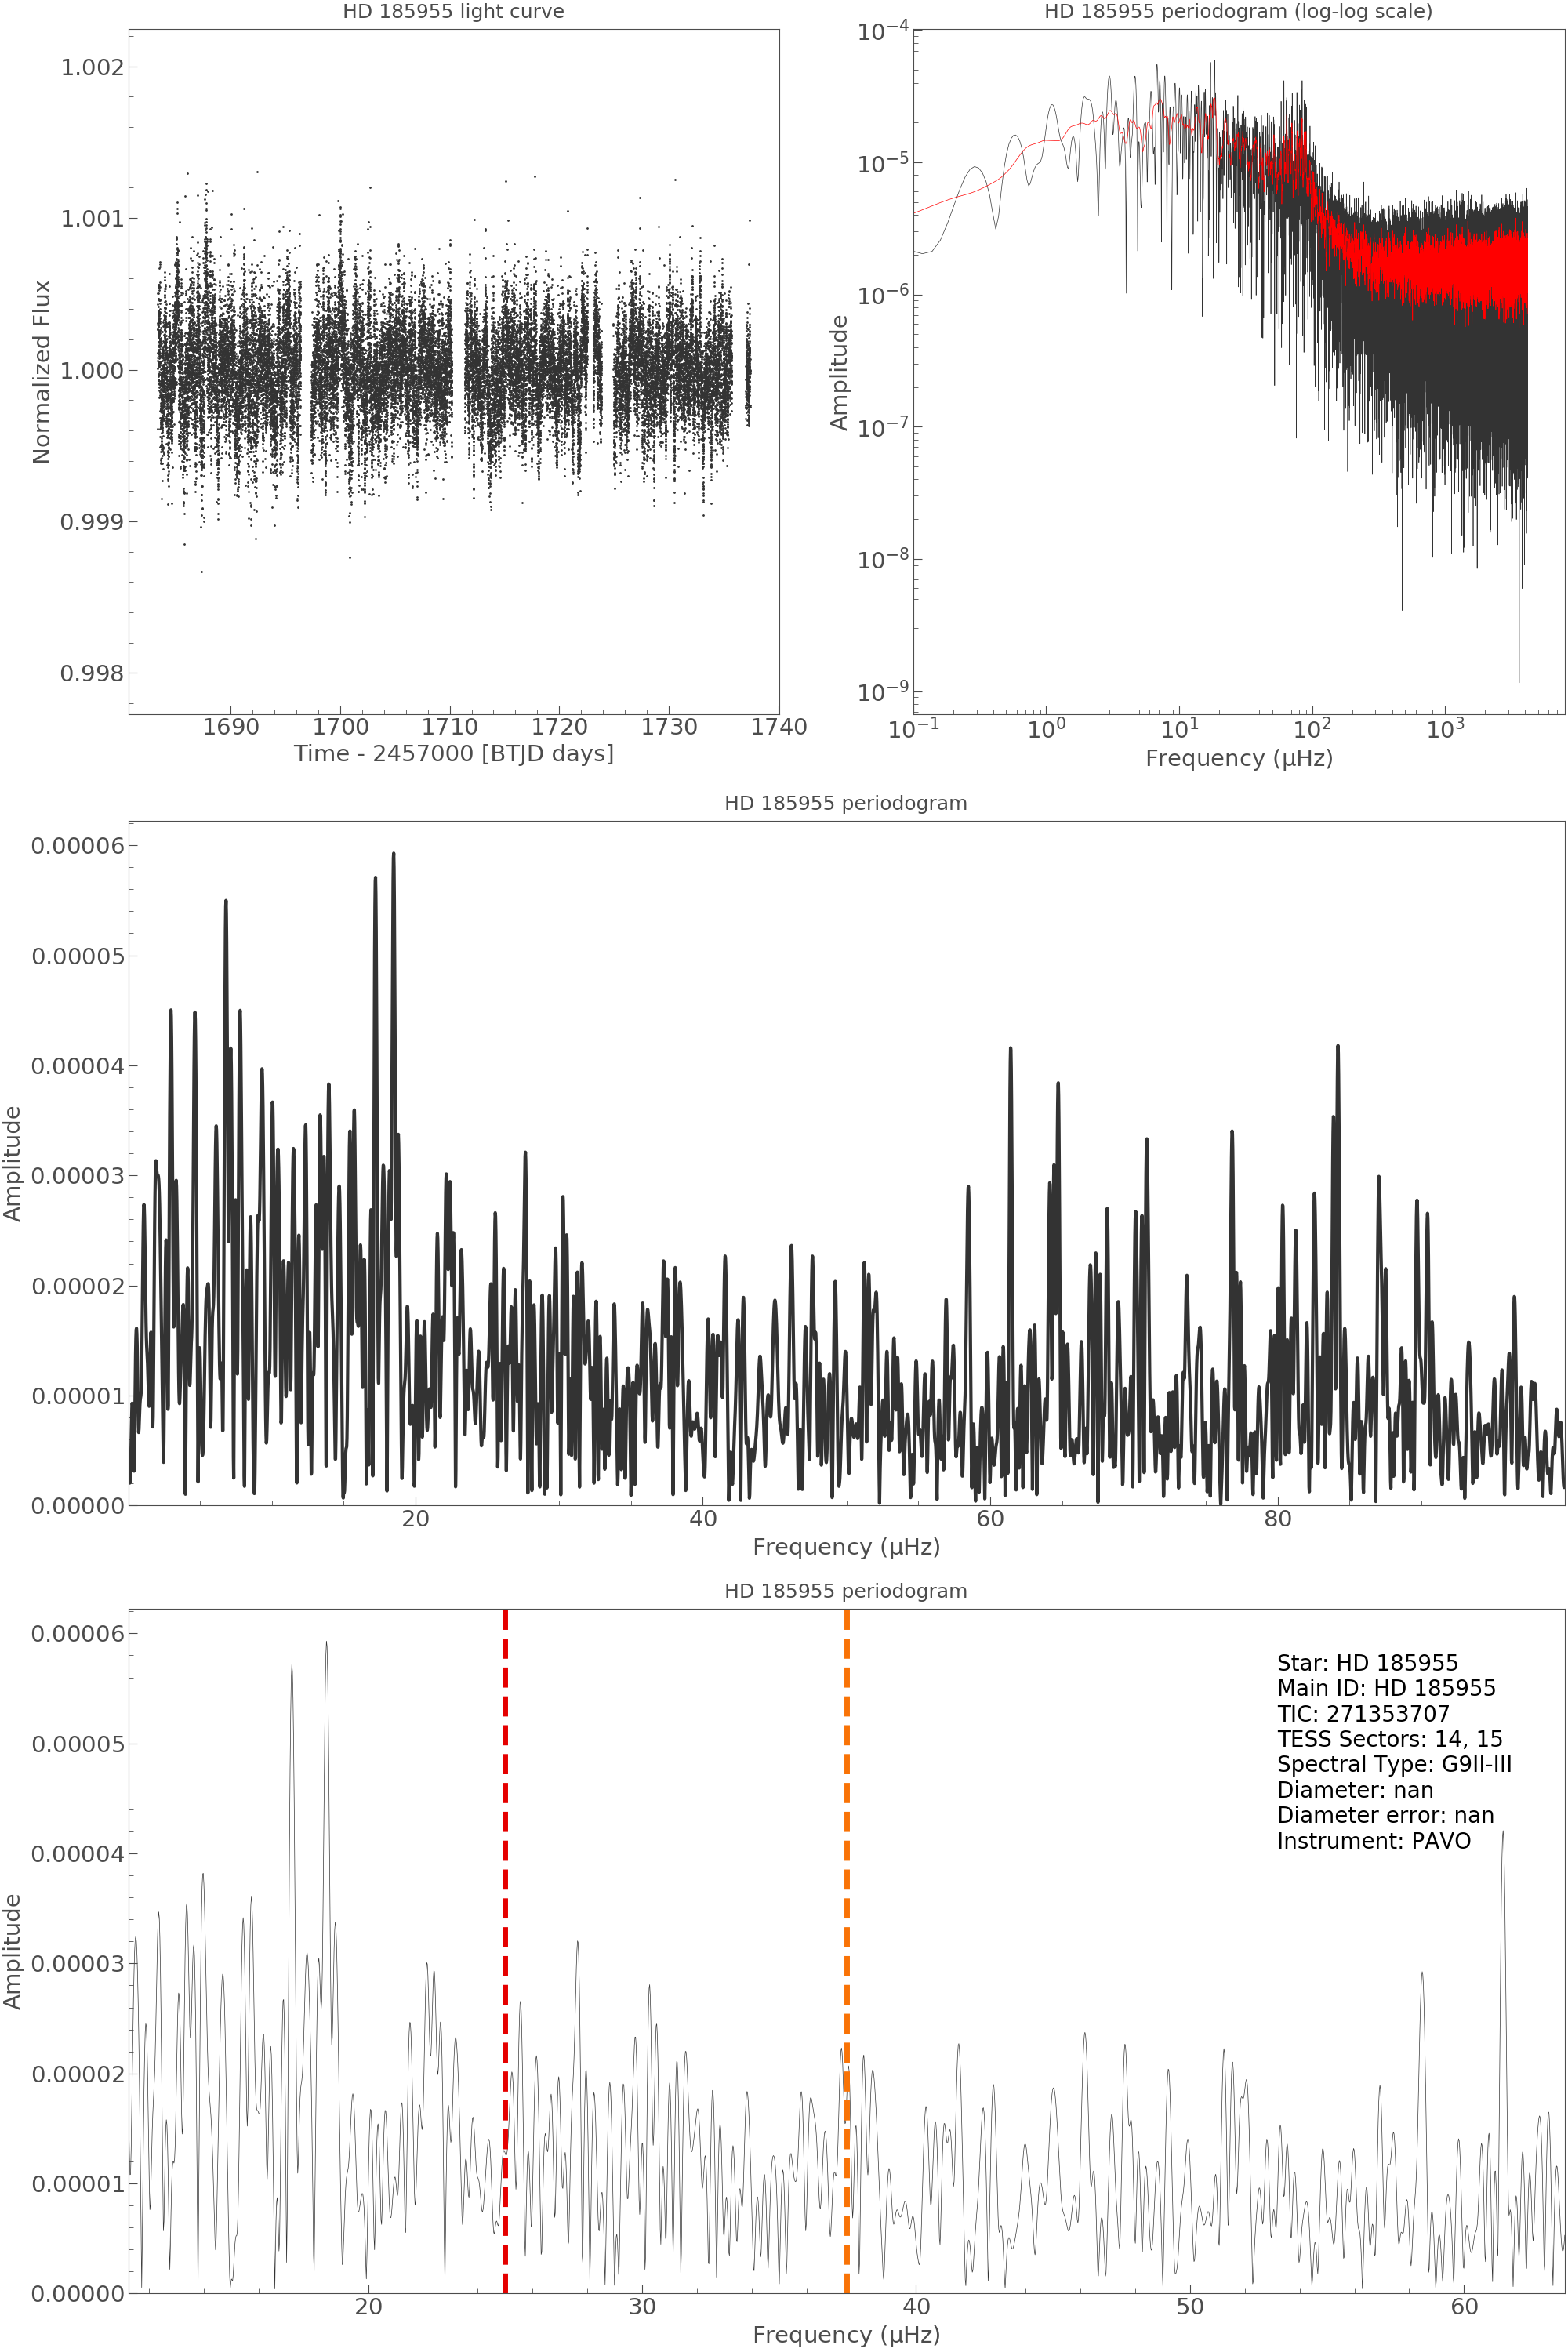 HD 185955 light curve
1.002
1.001
1.000
0.999
0.998
Normalized Flux
1690 1700 1710 1720 1730 1740
Time - 2457000 [BTJD days]
HD 185955 periodogram (log-log scale)
10⁻⁴
10⁻⁵
10⁻⁶
10⁻⁷
10⁻⁸
10⁻⁹
Amplitude
10⁻¹ 10⁰ 10¹ 10² 10³
Frequency (μHz)
HD 185955 periodogram
0.00006
0.00005
0.00004
0.00003
0.00002
0.00001
0.00000
Amplitude
20 40 60 80
Frequency (μHz)
HD 185955 periodogram
0.00006
0.00005
0.00004
0.00003
0.00002
0.00001
0.00000
Amplitude
Star: HD 185955
Main ID: HD 185955
TIC: 271353707
TESS Sectors: 14, 15
Spectral Type: G9II-III
Diameter: nan
Diameter error: nan
Instrument: PAVO
20 30 40 50 60
Frequency (μHz)